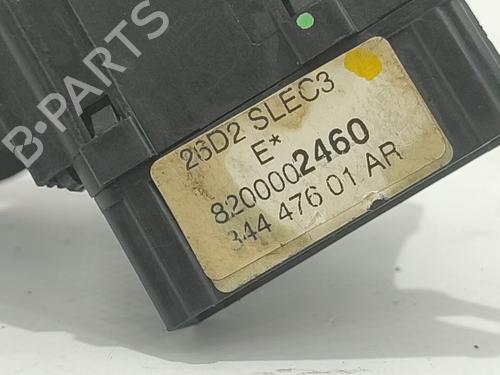 B-PARTS
26D2 SLEC3
E*
8200002460
344 476 01 AR